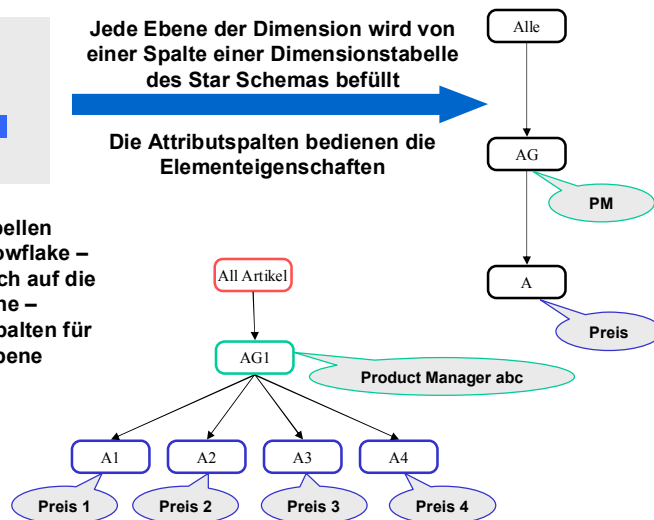 Jede Ebene der Dimension wird von
einer Spalte einer Dimensionstabelle
des Star Schemas befüllt
Die Attributspalten bedienen die
Elementeigenschaften
Alle
AG
PM
A
Preis
All Artikel
AG1
Product Manager abc
A1
A2
A3
A4
Preis 1
Preis 2
Preis 3
Preis 4
bellen
owflake –
ch auf die
ne –
palten für
bene